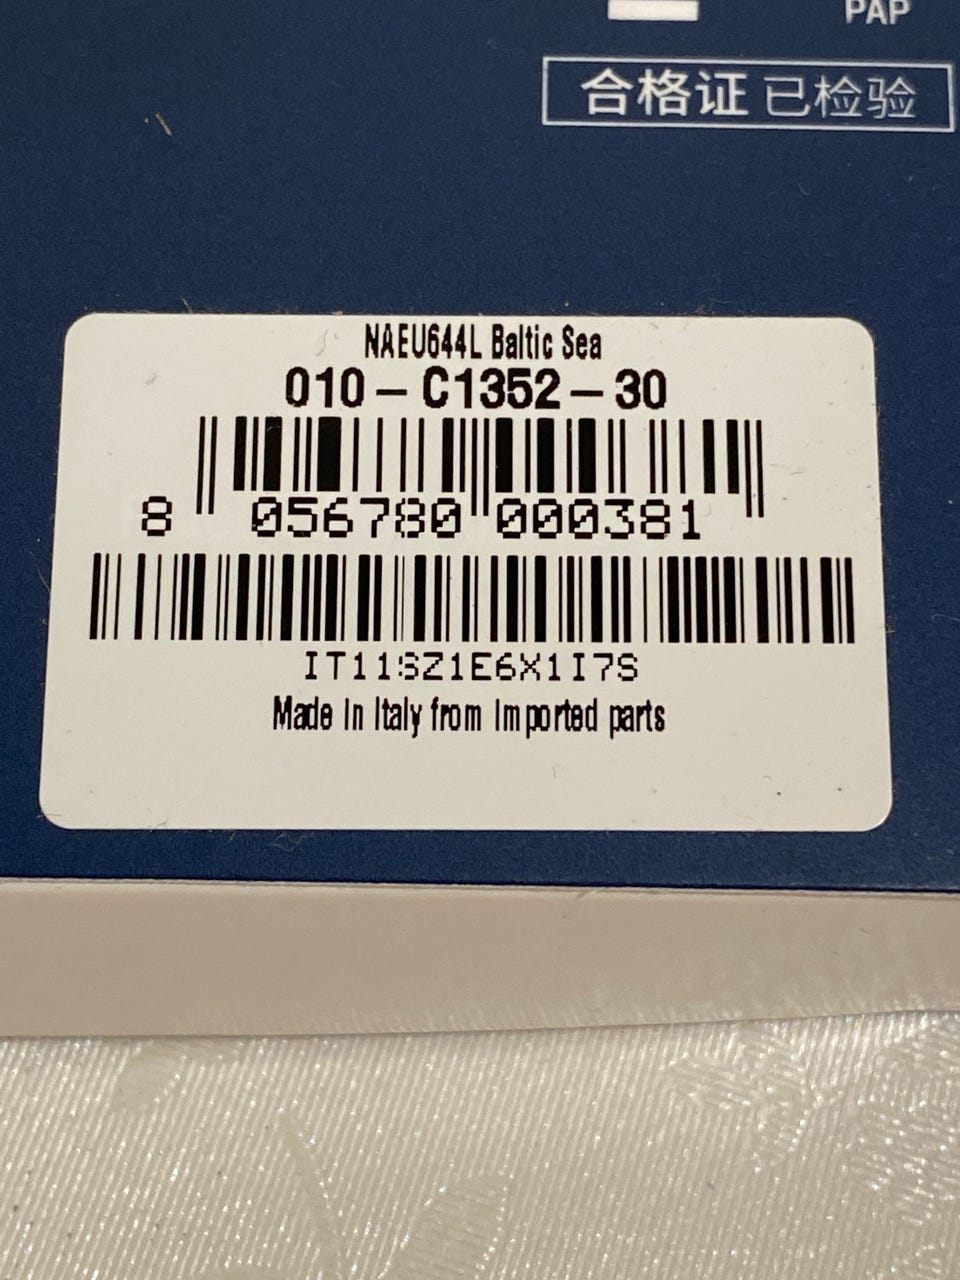 PAP
合格证 已检验
NAEU644L Baltic Sea
010-C1352-30
8 056780 000381
IT11SZ1E6X1I7S
Made in Italy from imported parts